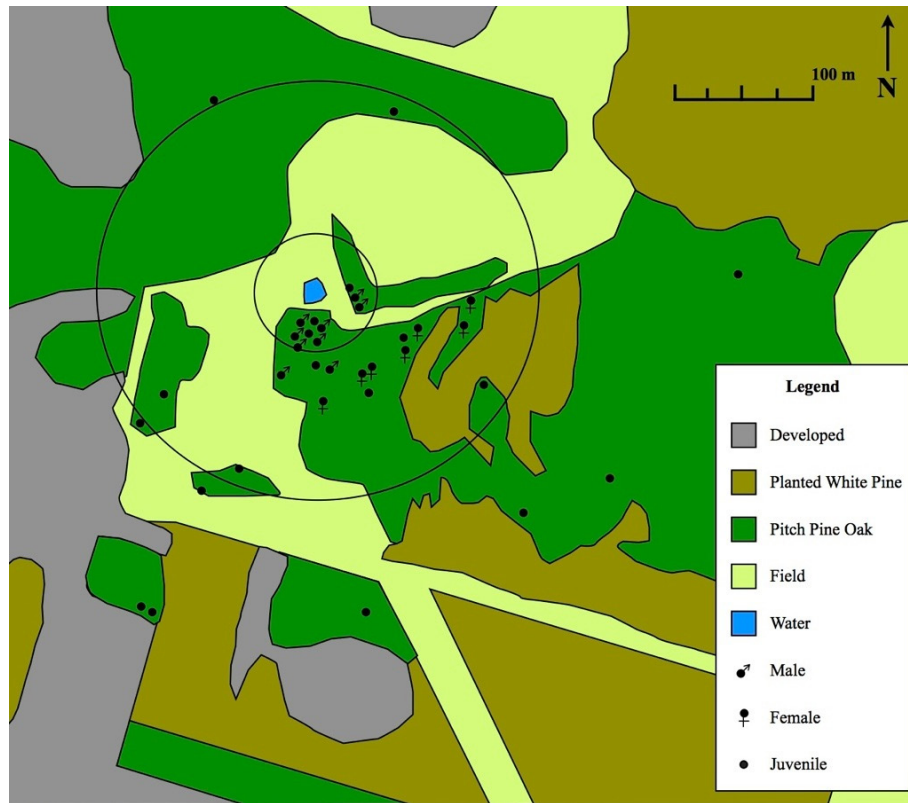 100 m
N
Legend
Developed
Planted White Pine
Pitch Pine Oak
Field
Water
Male
Female
Juvenile